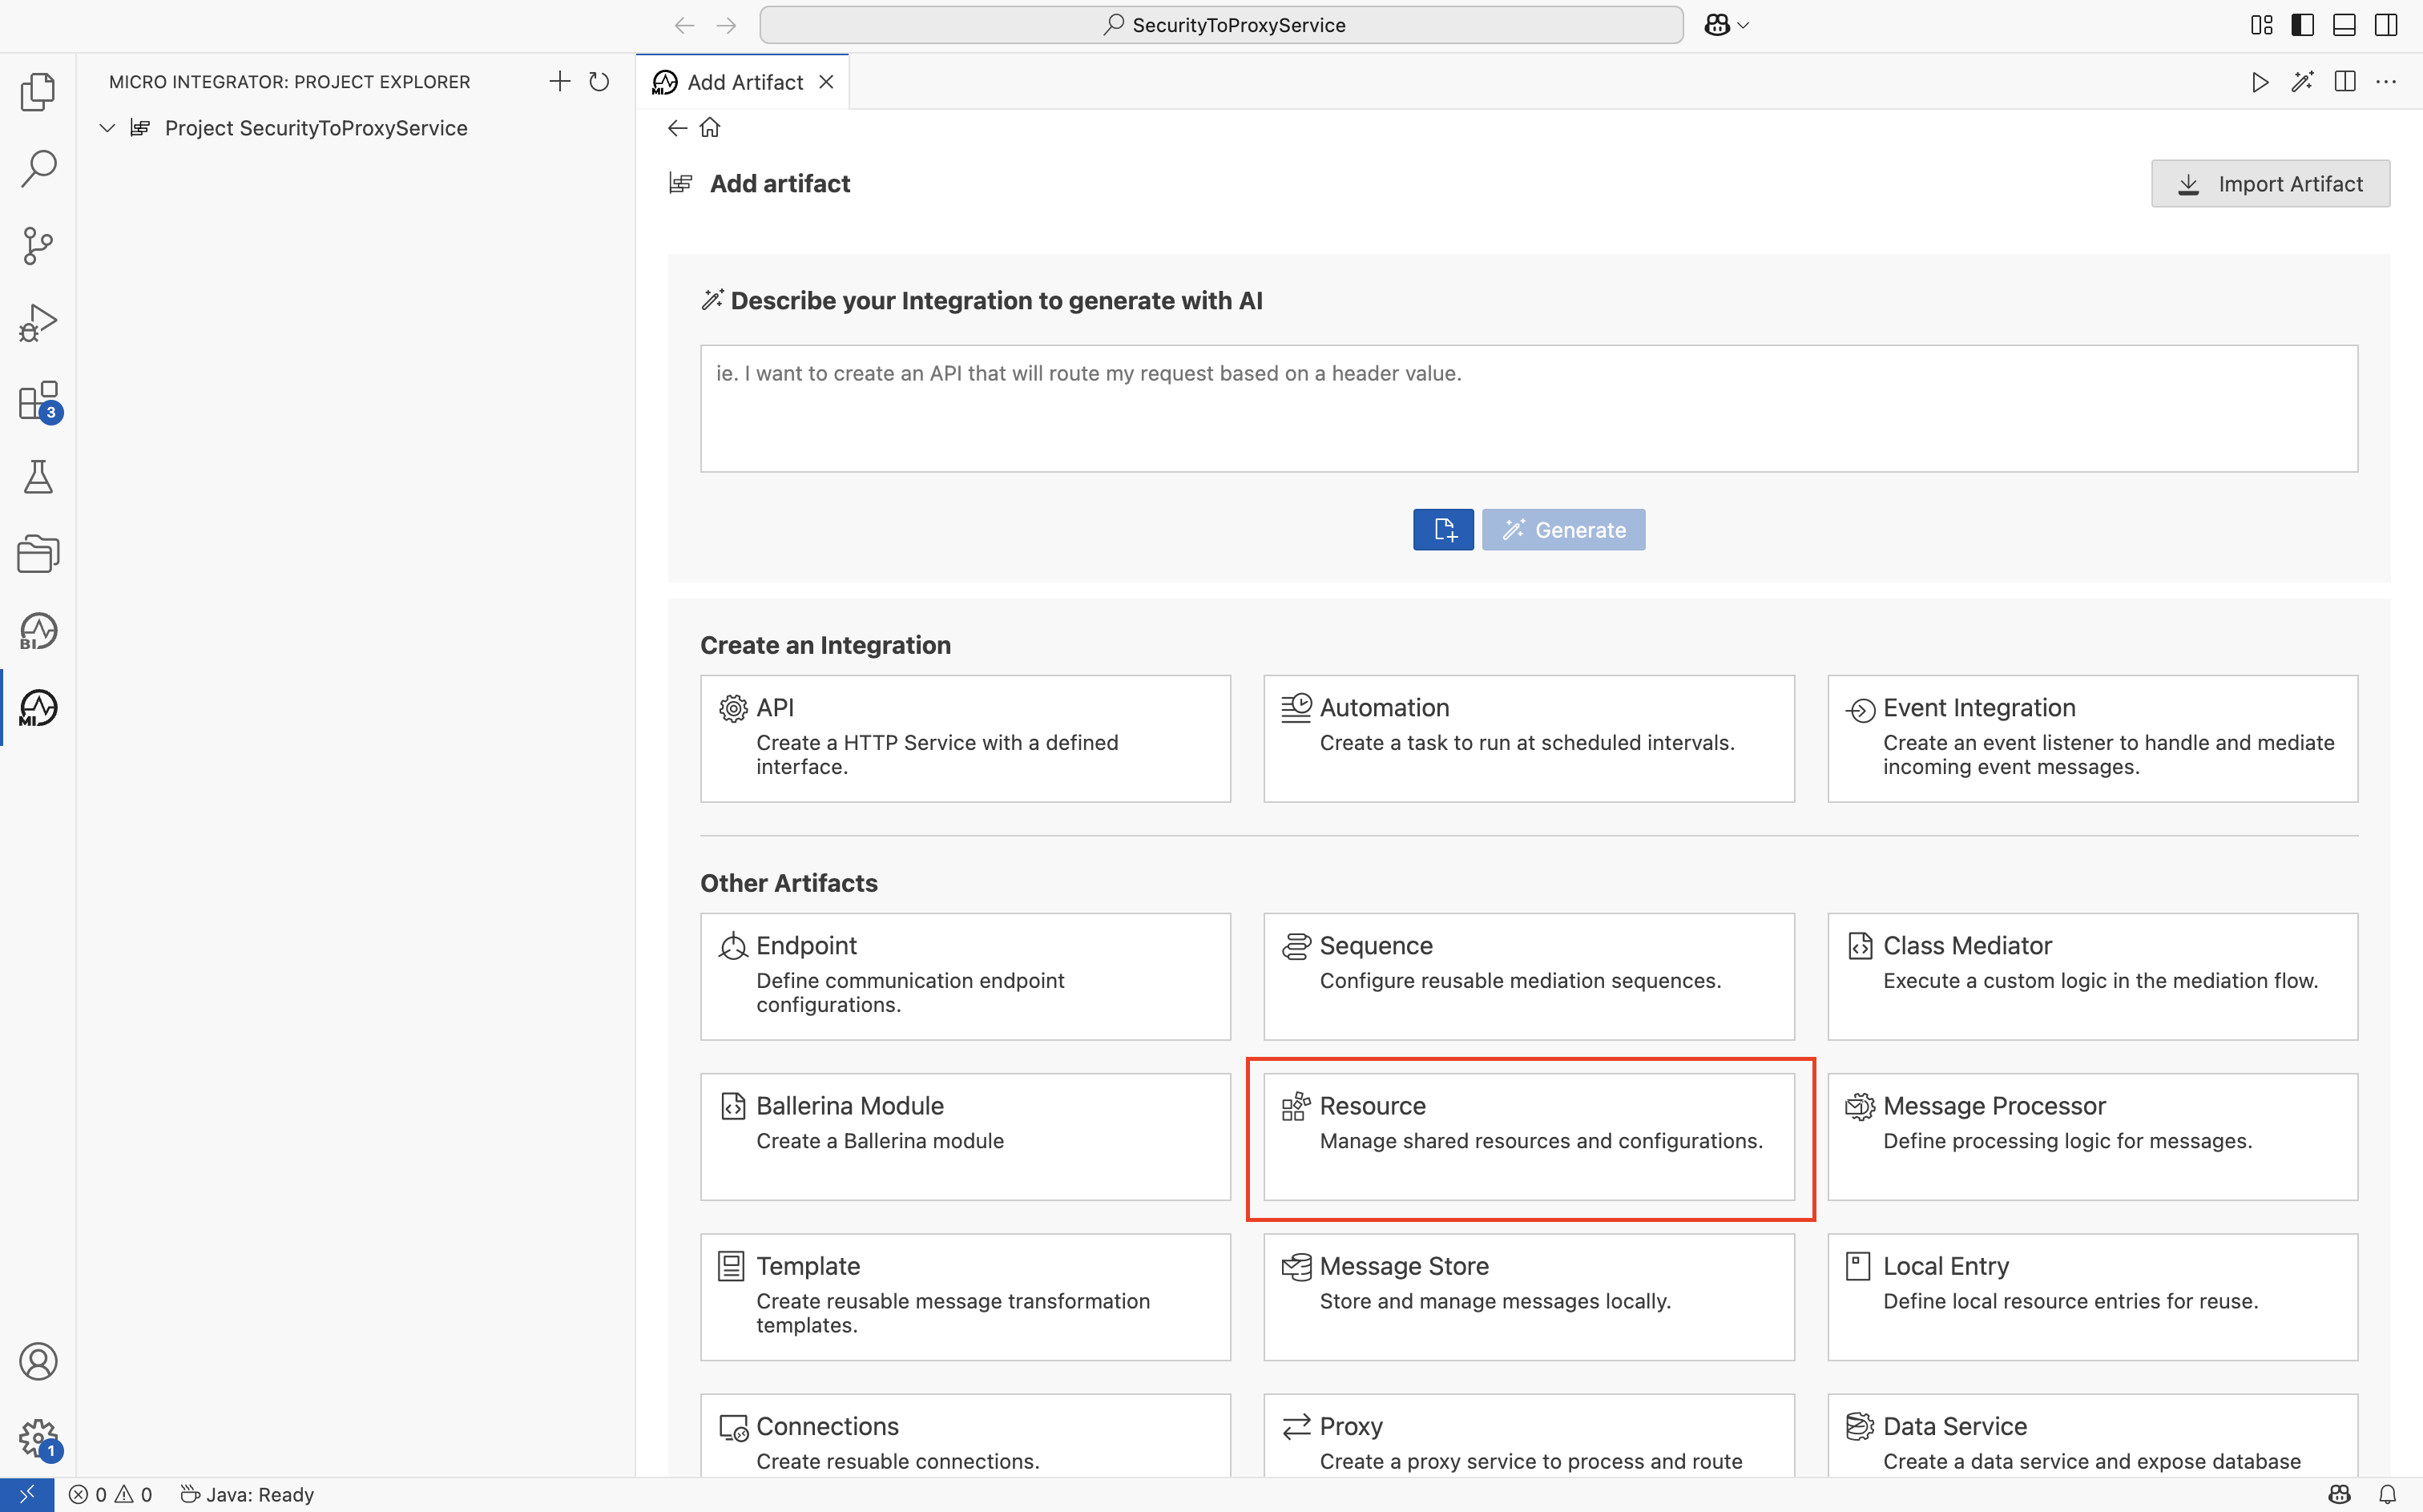 SecurityToProxyService
MICRO INTEGRATOR: PROJECT EXPLORER
Project SecurityToProxyService
Add Artifact
Add artifact
Import Artifact
Describe your Integration to generate with AI
ie. I want to create an API that will route my request based on a header value.
Generate
Create an Integration
API
Create a HTTP Service with a defined
interface.
Automation
Create a task to run at scheduled intervals.
Event Integration
Create an event listener to handle and mediate
incoming event messages.
Other Artifacts
Endpoint
Define communication endpoint
configurations.
Sequence
Configure reusable mediation sequences.
Class Mediator
Execute a custom logic in the mediation flow.
Ballerina Module
Create a Ballerina module
Resource
Manage shared resources and configurations.
Message Processor
Define processing logic for messages.
Template
Create reusable message transformation
templates.
Message Store
Store and manage messages locally.
Local Entry
Define local resource entries for reuse.
Connections
Create resuable connections.
Proxy
Create a proxy service to process and route
Data Service
Create a data service and expose database
3
BI
MI
1
0 0 Java: Ready